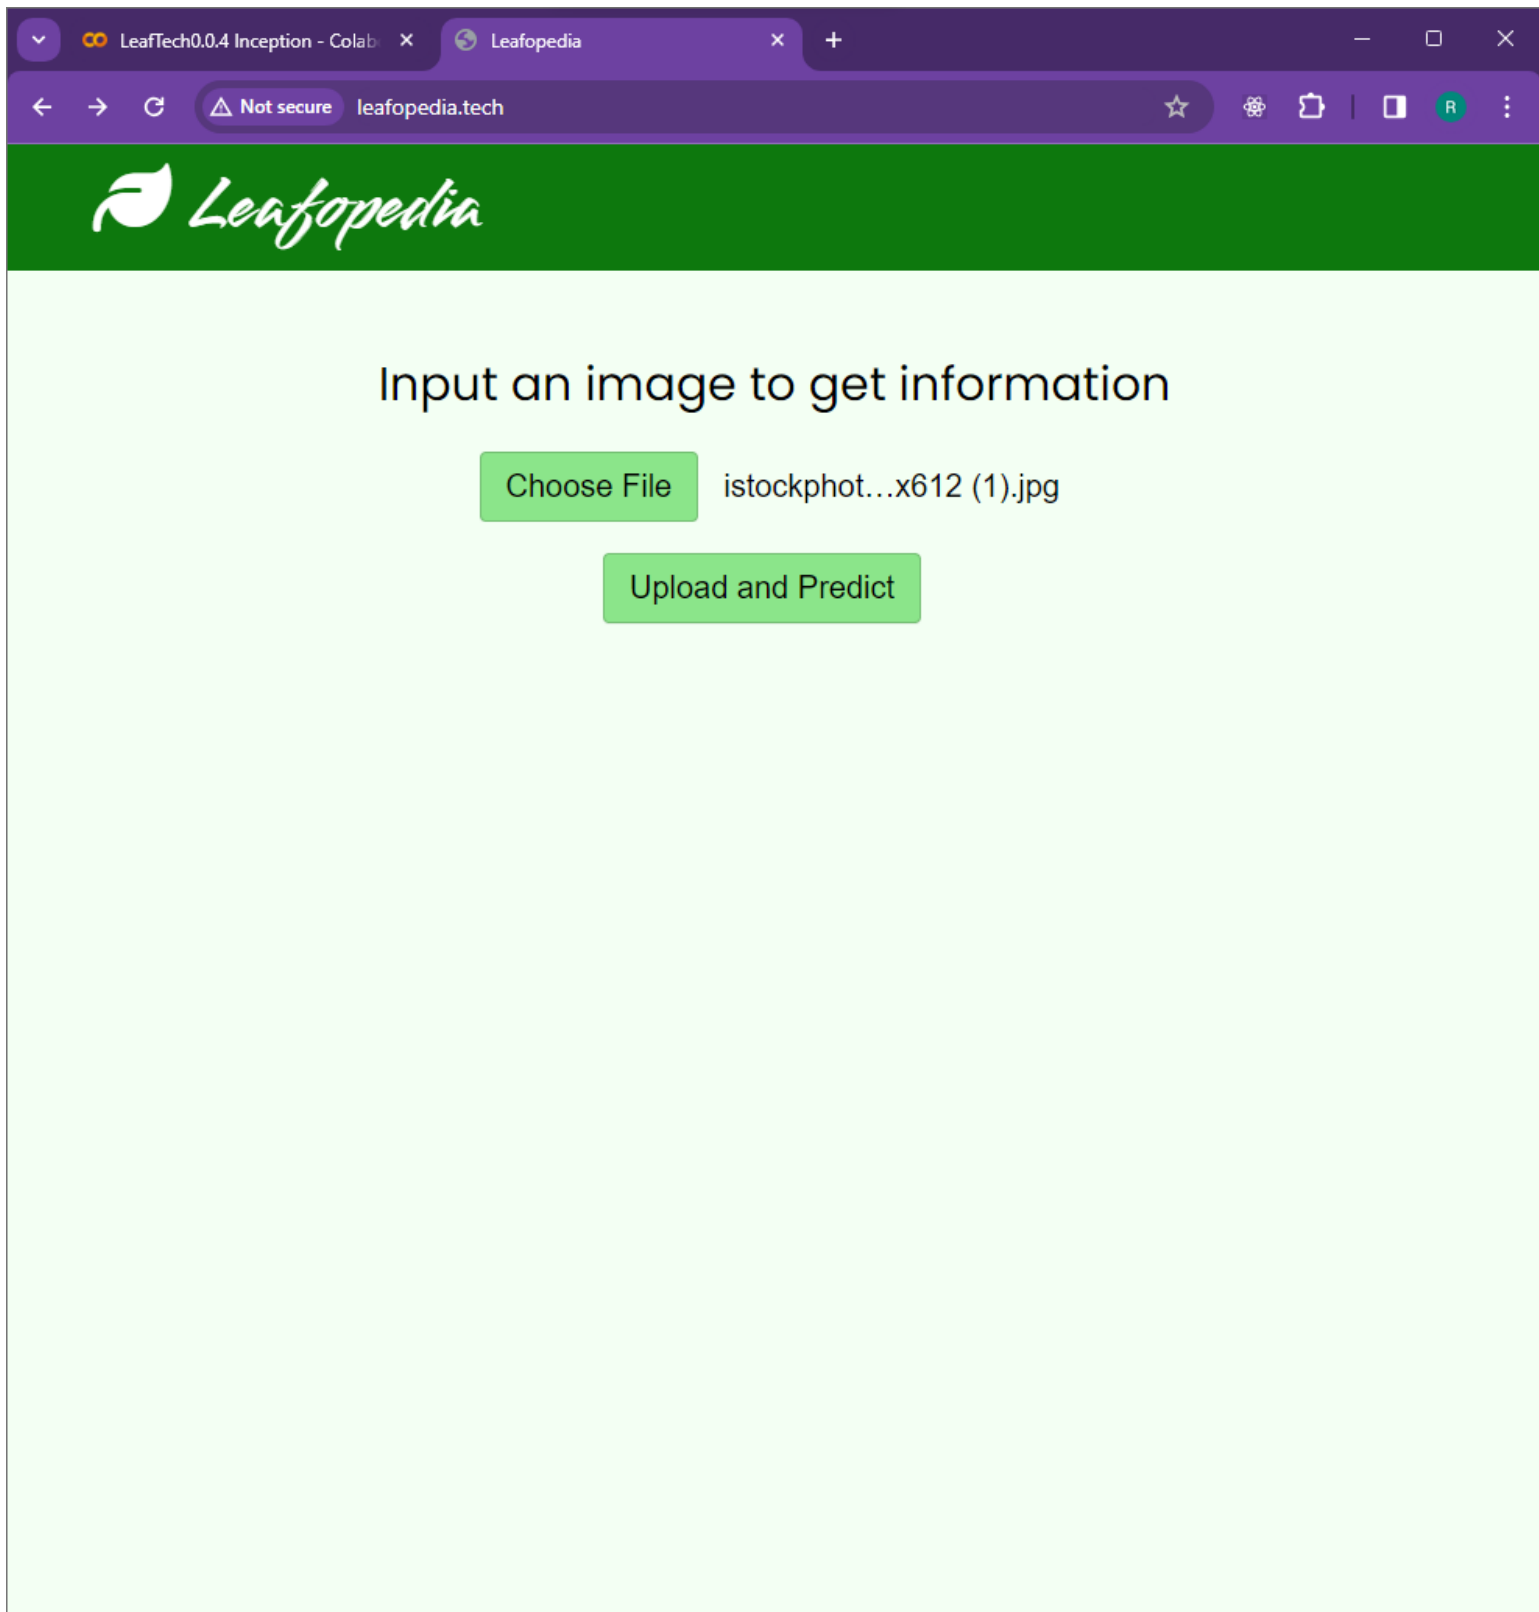 LeafTech0.0.4 Inception - Colab
Leafopedia
Not secure
leafopedia.tech
R
Leafopedia
Input an image to get information
Choose File
istockphot…x612 (1).jpg
Upload and Predict